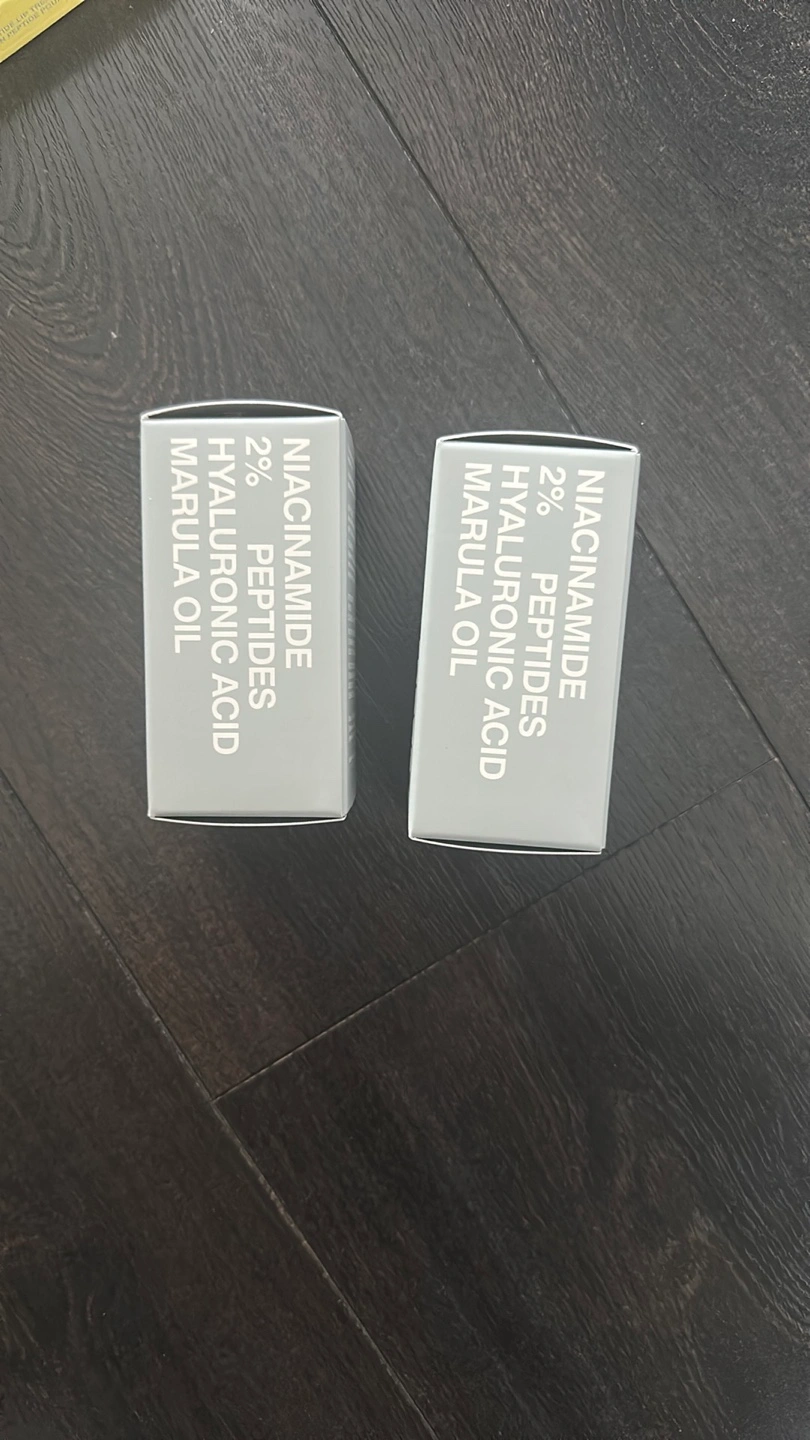 NIACINAMIDE
2% PEPTIDES
HYALURONIC ACID
MARULA OIL
NIACINAMIDE
2% PEPTIDES
HYALURONIC ACID
MARULA OIL